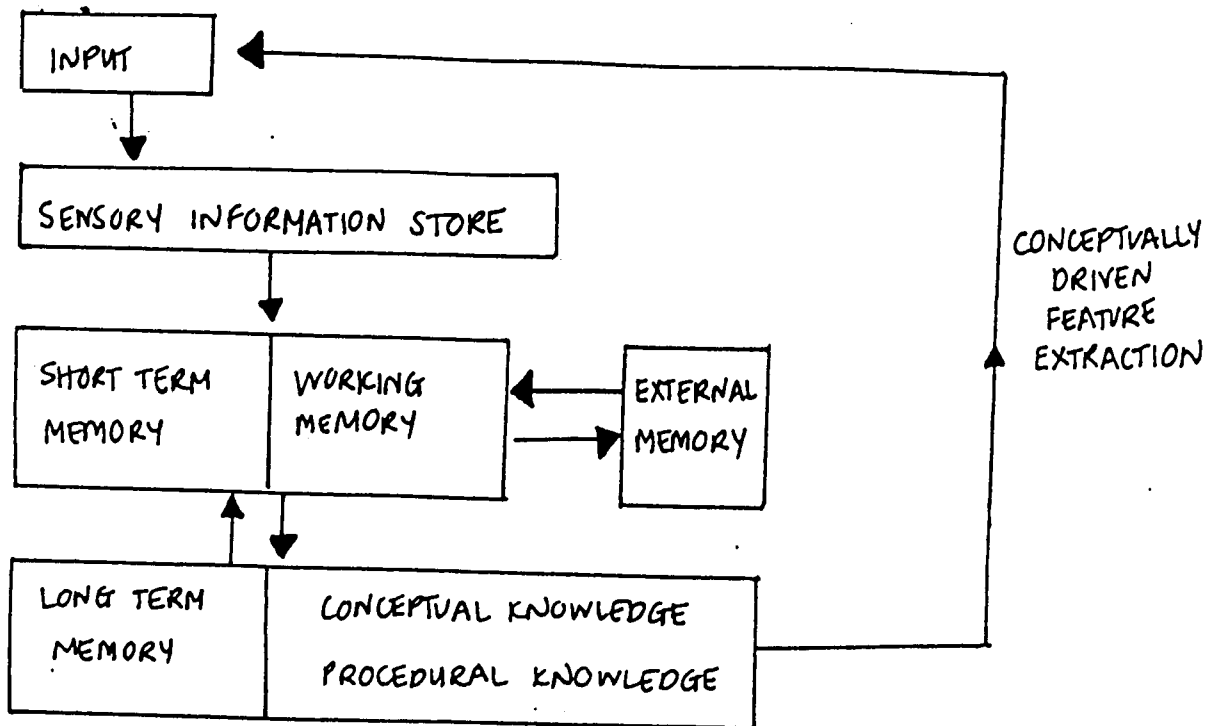 INPUT
SENSORY INFORMATION STORE
SHORT TERM
MEMORY
WORKING
MEMORY
EXTERNAL
MEMORY
LONG TERM
MEMORY
CONCEPTUAL KNOWLEDGE
PROCEDURAL KNOWLEDGE
CONCEPTUALLY
DRIVEN
FEATURE
EXTRACTION